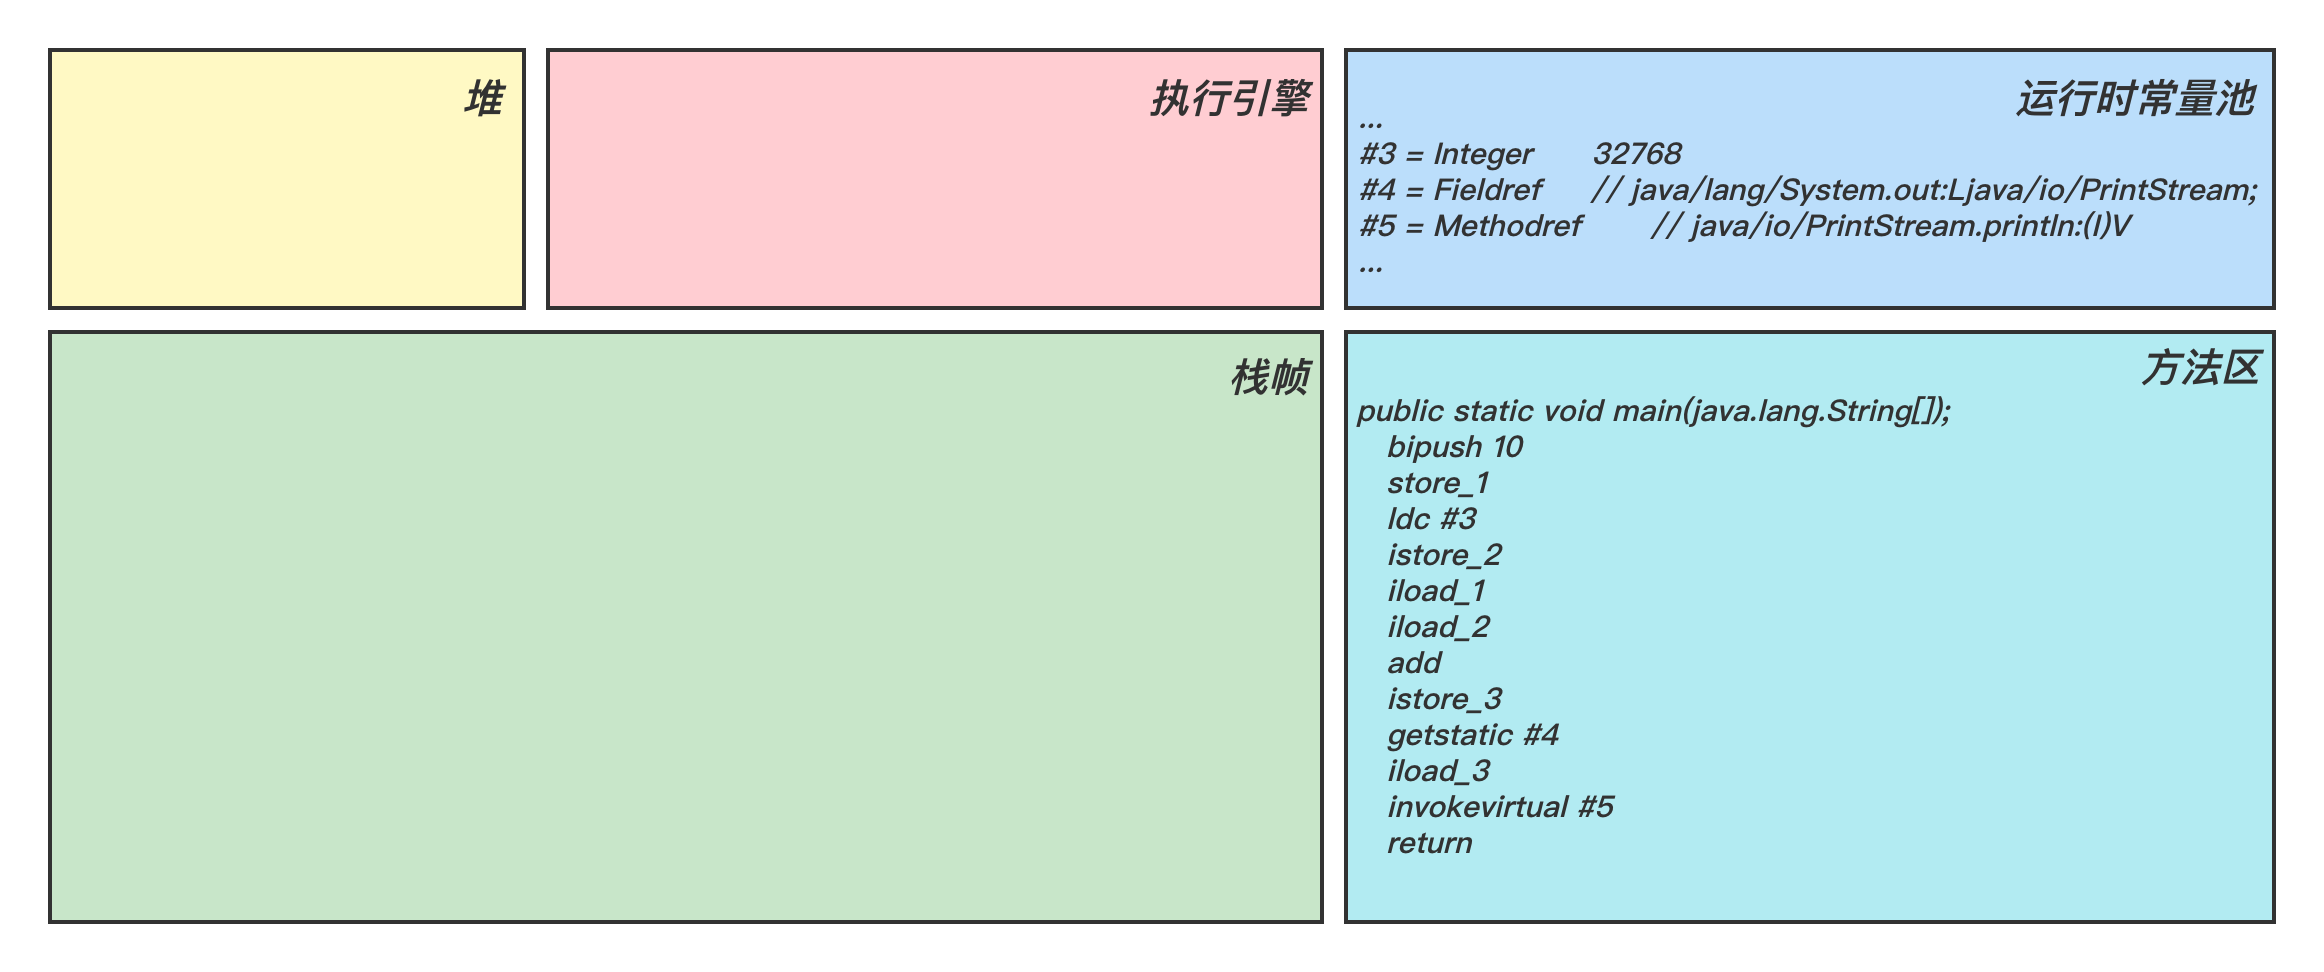 堆
执行引擎
运行时常量池
...
#3 = Integer 32768
#4 = Fieldref // java/lang/System.out:Ljava/io/PrintStream;
#5 = Methodref // java/io/PrintStream.println:(I)V
...
栈帧
方法区
public static void main(java.lang.String[]);
bipush 10
store_1
ldc #3
istore_2
iload_1
iload_2
add
istore_3
getstatic #4
iload_3
invokevirtual #5
return